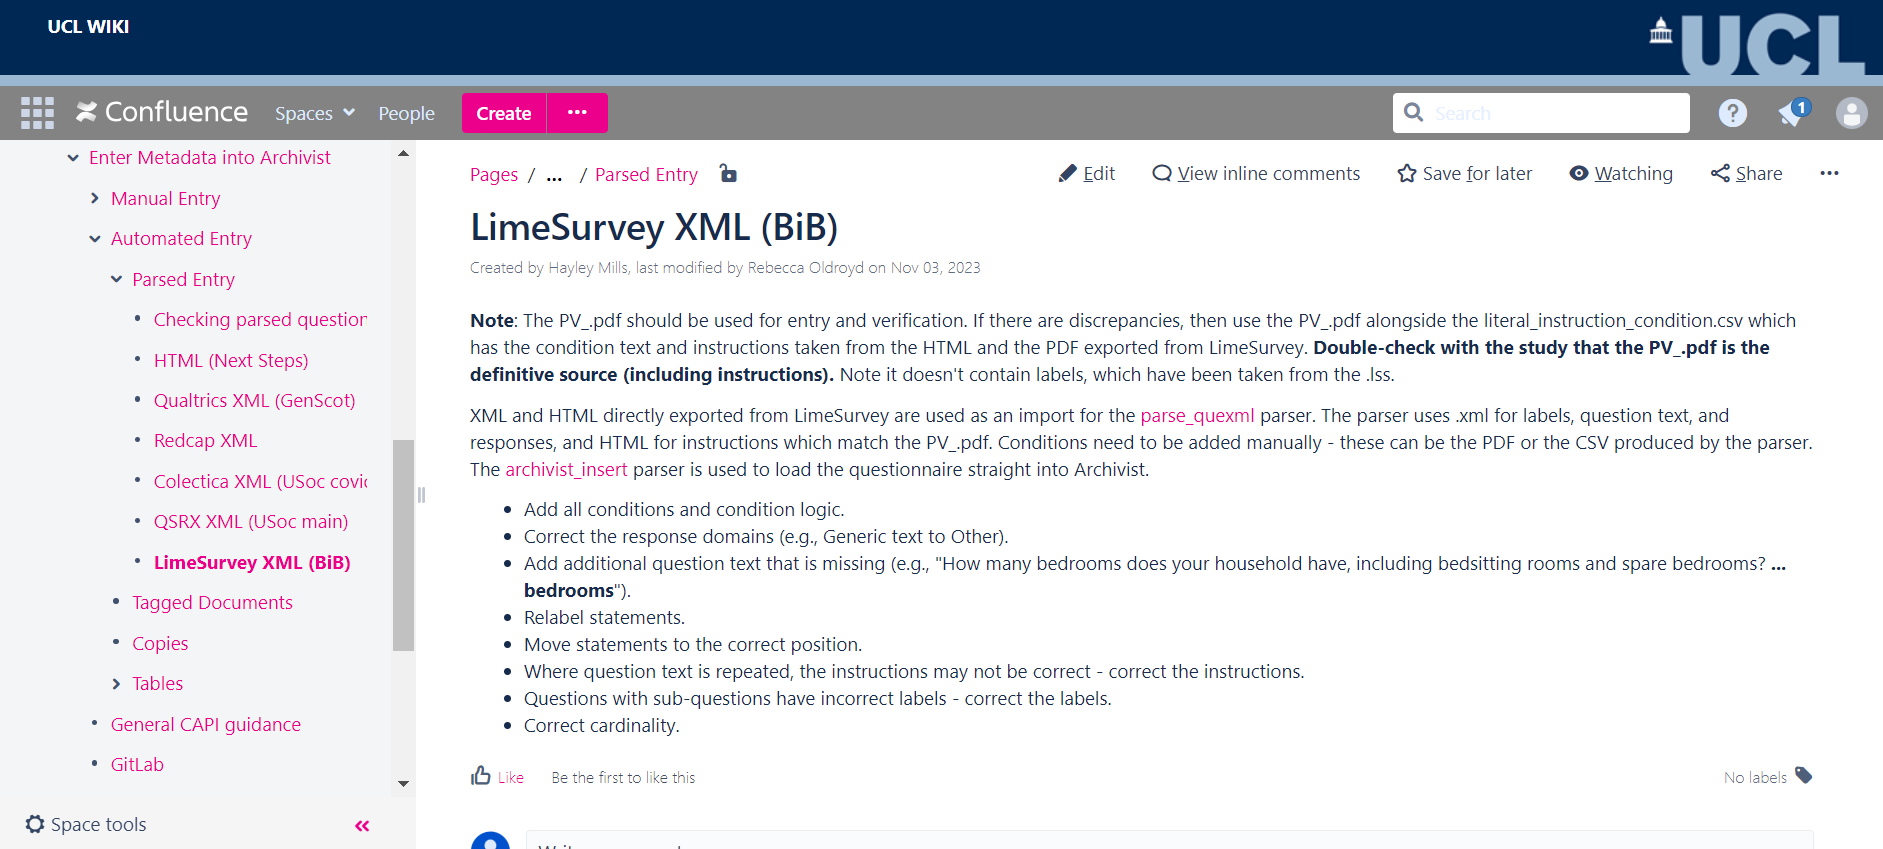 UCL WIKI
UCL
Confluence Spaces People Create ··· Search ? 1
Enter Metadata into Archivist
Manual Entry
Automated Entry
Parsed Entry
• Checking parsed question
• HTML (Next Steps)
• Qualtrics XML (GenScot)
• Redcap XML
• Colectica XML (USoc covi
• QSRX XML (USoc main)
• LimeSurvey XML (BiB)
• Tagged Documents
• Copies
Tables
• General CAPI guidance
• GitLab
Space tools «
Pages / ... / Parsed Entry
Edit View inline comments Save for later Watching Share ···
LimeSurvey XML (BiB)
Created by Hayley Mills, last modified by Rebecca Oldroyd on Nov 03, 2023
Note: The PV_.pdf should be used for entry and verification. If there are discrepancies, then use the PV_.pdf alongside the literal_instruction_condition.csv which
has the condition text and instructions taken from the HTML and the PDF exported from LimeSurvey. Double-check with the study that the PV_.pdf is the
definitive source (including instructions). Note it doesn't contain labels, which have been taken from the .lss.
XML and HTML directly exported from LimeSurvey are used as an import for the parse_quexml parser. The parser uses .xml for labels, question text, and
responses, and HTML for instructions which match the PV_.pdf. Conditions need to be added manually - these can be the PDF or the CSV produced by the parser.
The archivist_insert parser is used to load the questionnaire straight into Archivist.
• Add all conditions and condition logic.
• Correct the response domains (e.g., Generic text to Other).
• Add additional question text that is missing (e.g., "How many bedrooms does your household have, including bedsitting rooms and spare bedrooms? ...
bedrooms").
• Relabel statements.
• Move statements to the correct position.
• Where question text is repeated, the instructions may not be correct - correct the instructions.
• Questions with sub-questions have incorrect labels - correct the labels.
• Correct cardinality.
Like Be the first to like this
No labels